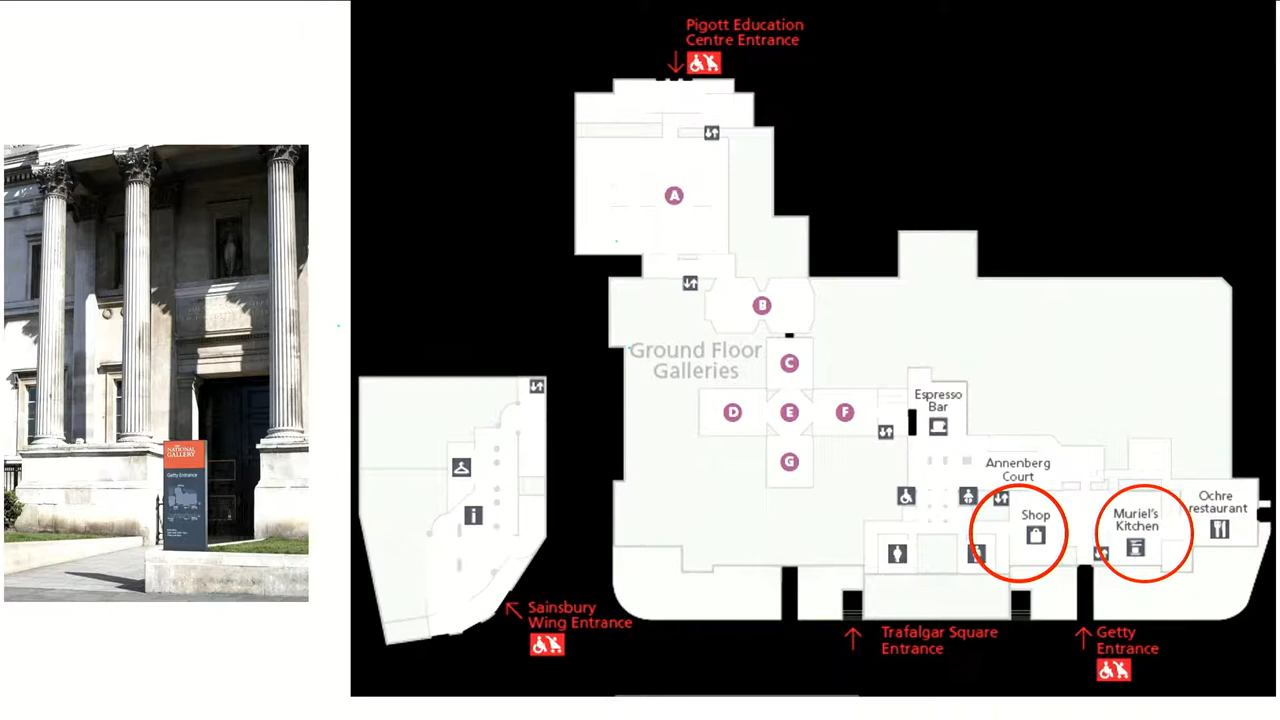 THE
NATIONAL
GALLERY
Getty Entrance
Pigott Education
Centre Entrance
A
B
Ground Floor
Galleries
C
D
E
F
G
Espresso
Bar
Annenberg
Court
Shop
Muriel's
Kitchen
Ochre
restaurant
i
Sainsbury
Wing Entrance
Trafalgar Square
Entrance
Getty
Entrance